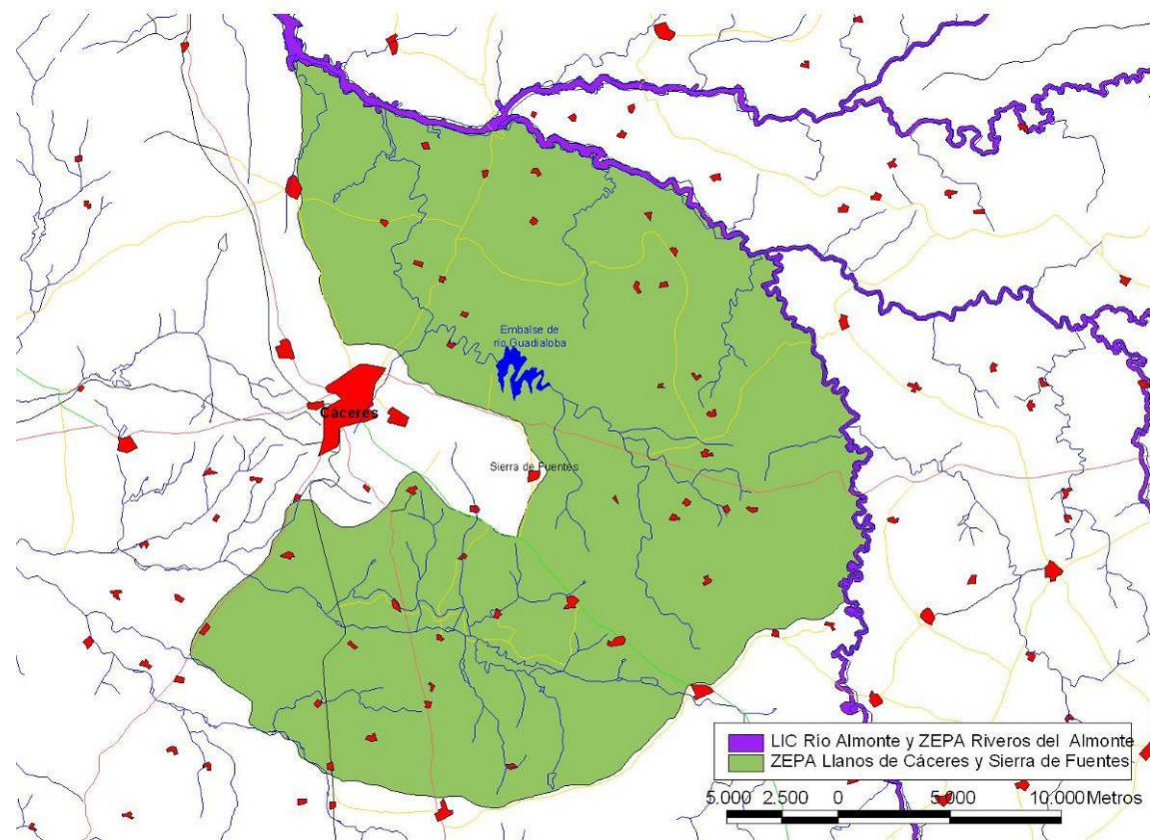 Embalse de
río Guadialoba
Cáceres
Sierra de Fuentes
LIC Río Almonte y ZEPA Riveros del Almonte
ZEPA Llanos de Cáceres y Sierra de Fuentes
5.000 2.500 0 5.000 10.000 Metros